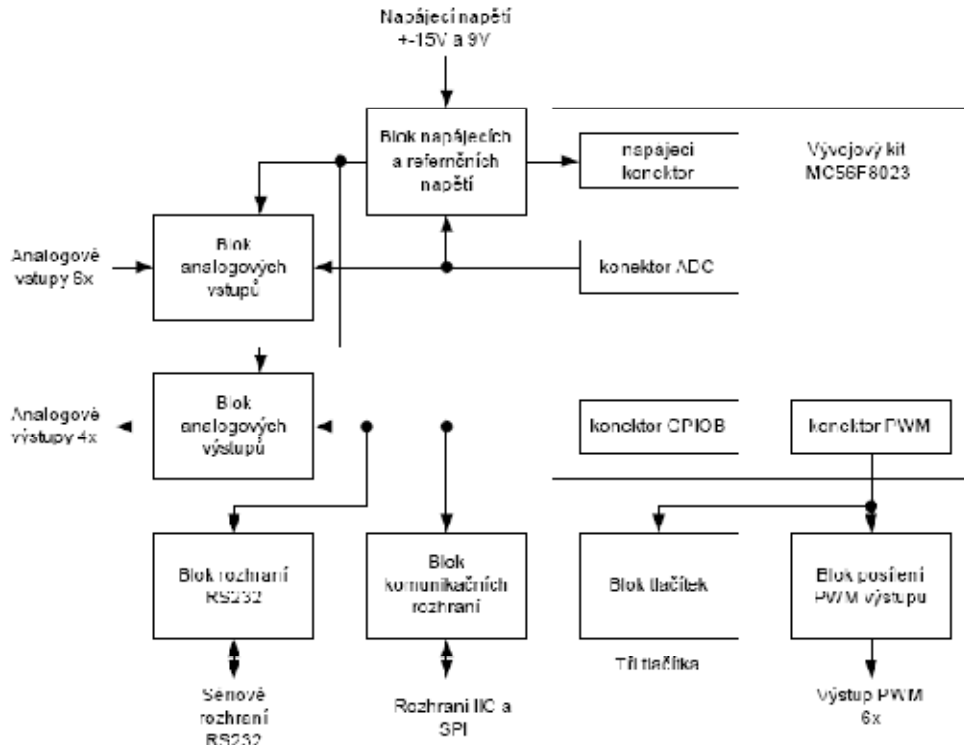 Napájecí napětí
+-15V a 9V
Blok napájecích
a refernčních
napětí
napájecí
konektor
Vývojový kit
MC56F8023
Analogové
vstupy 6x
Blok
analogových
vstupů
konektor ADC
Analogové
výstupy 4x
Blok
analogových
výstupů
konektor GPIOB
konektor PWM
Blok rozhraní
RS232
Blok
komunikačních
rozhraní
Blok tlačítek
Blok posílení
PWM výstupu
Sériové
rozhraní
RS232
Rozhraní IIC a
SPI
Tři tlačítka
Výstup PWM
6x